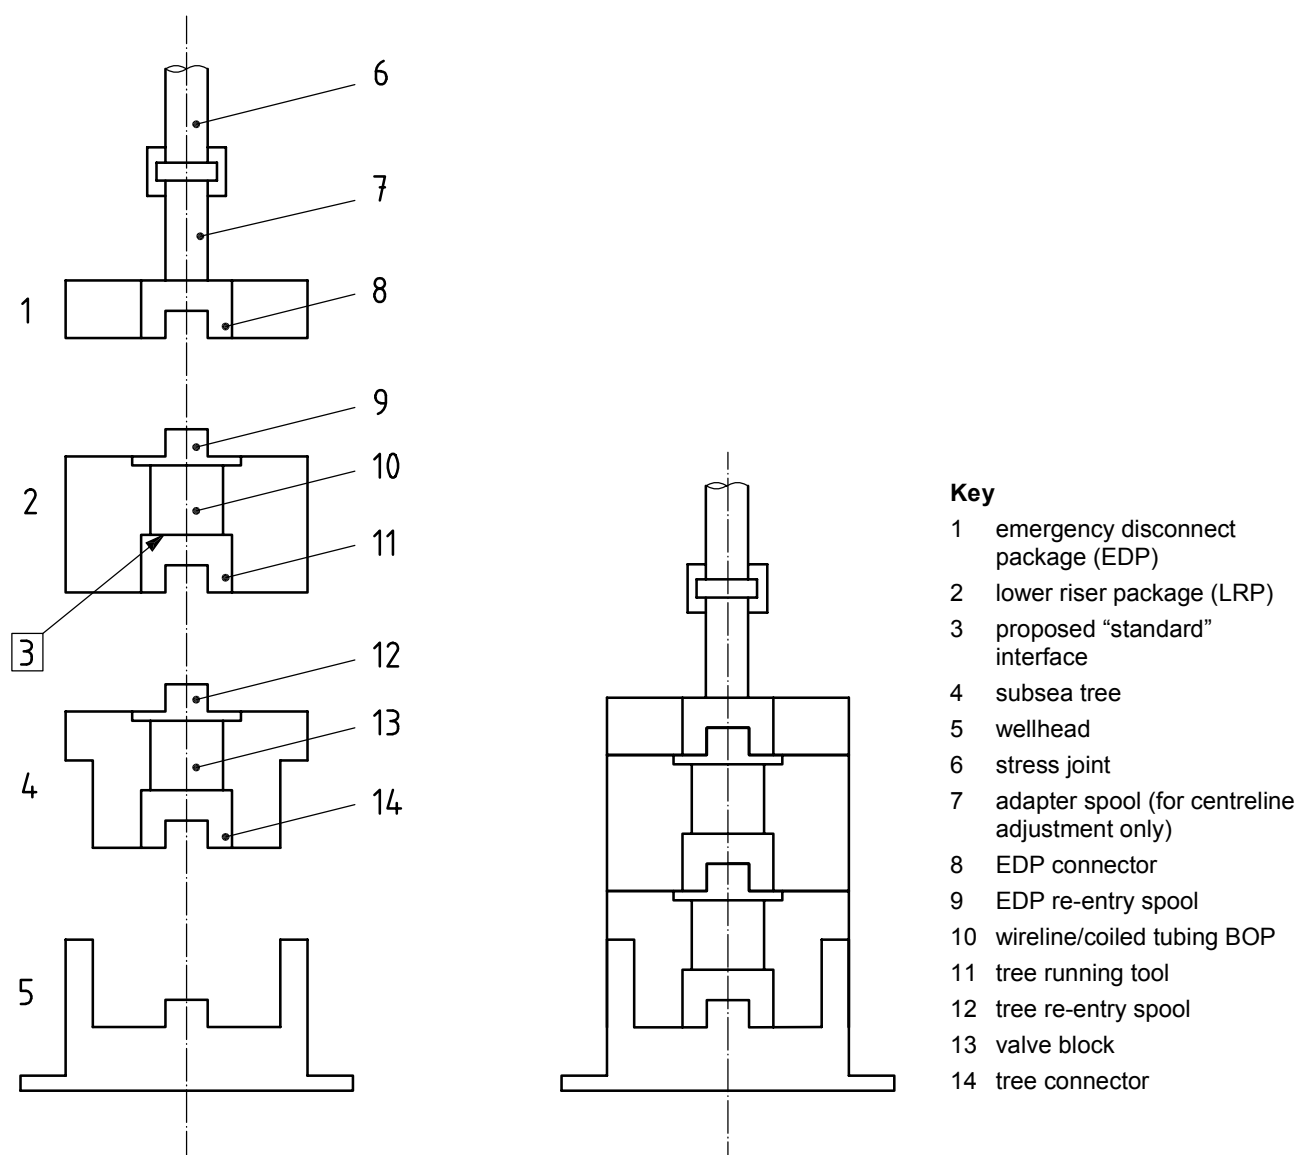 6
7
8
1
9
10
2
11
3
12
13
4
14
5
Key
1 emergency disconnect
package (EDP)
2 lower riser package (LRP)
3 proposed “standard”
interface
4 subsea tree
5 wellhead
6 stress joint
7 adapter spool (for centreline
adjustment only)
8 EDP connector
9 EDP re-entry spool
10 wireline/coiled tubing BOP
11 tree running tool
12 tree re-entry spool
13 valve block
14 tree connector